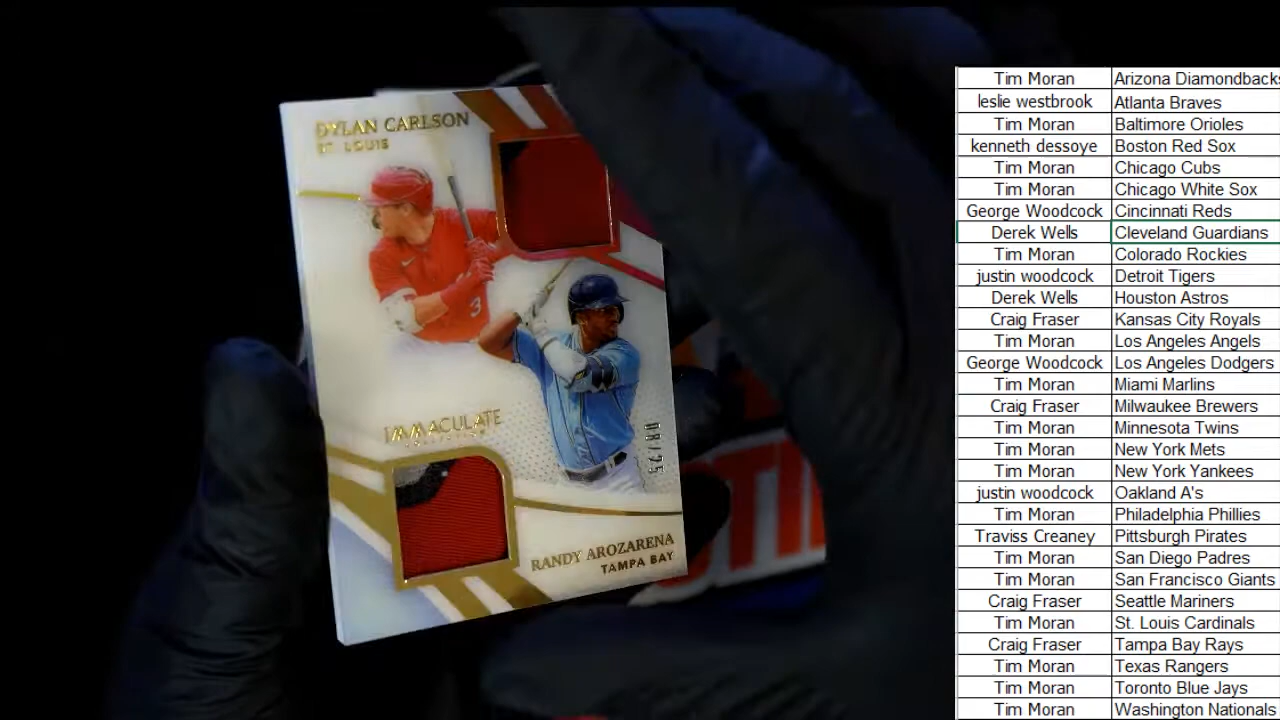 DYLAN CARLSON
ST. LOUIS
3
IMMACULATE
08/25
RANDY AROZARENA
TAMPA BAY
Tim Moran Arizona Diamondbacks
leslie westbrook Atlanta Braves
Tim Moran Baltimore Orioles
kenneth dessoye Boston Red Sox
Tim Moran Chicago Cubs
Tim Moran Chicago White Sox
George Woodcock Cincinnati Reds
Derek Wells Cleveland Guardians
Tim Moran Colorado Rockies
justin woodcock Detroit Tigers
Derek Wells Houston Astros
Craig Fraser Kansas City Royals
Tim Moran Los Angeles Angels
George Woodcock Los Angeles Dodgers
Tim Moran Miami Marlins
Craig Fraser Milwaukee Brewers
Tim Moran Minnesota Twins
Tim Moran New York Mets
Tim Moran New York Yankees
justin woodcock Oakland A's
Tim Moran Philadelphia Phillies
Traviss Creaney Pittsburgh Pirates
Tim Moran San Diego Padres
Tim Moran San Francisco Giants
Craig Fraser Seattle Mariners
Tim Moran St. Louis Cardinals
Craig Fraser Tampa Bay Rays
Tim Moran Texas Rangers
Tim Moran Toronto Blue Jays
Tim Moran Washington Nationals